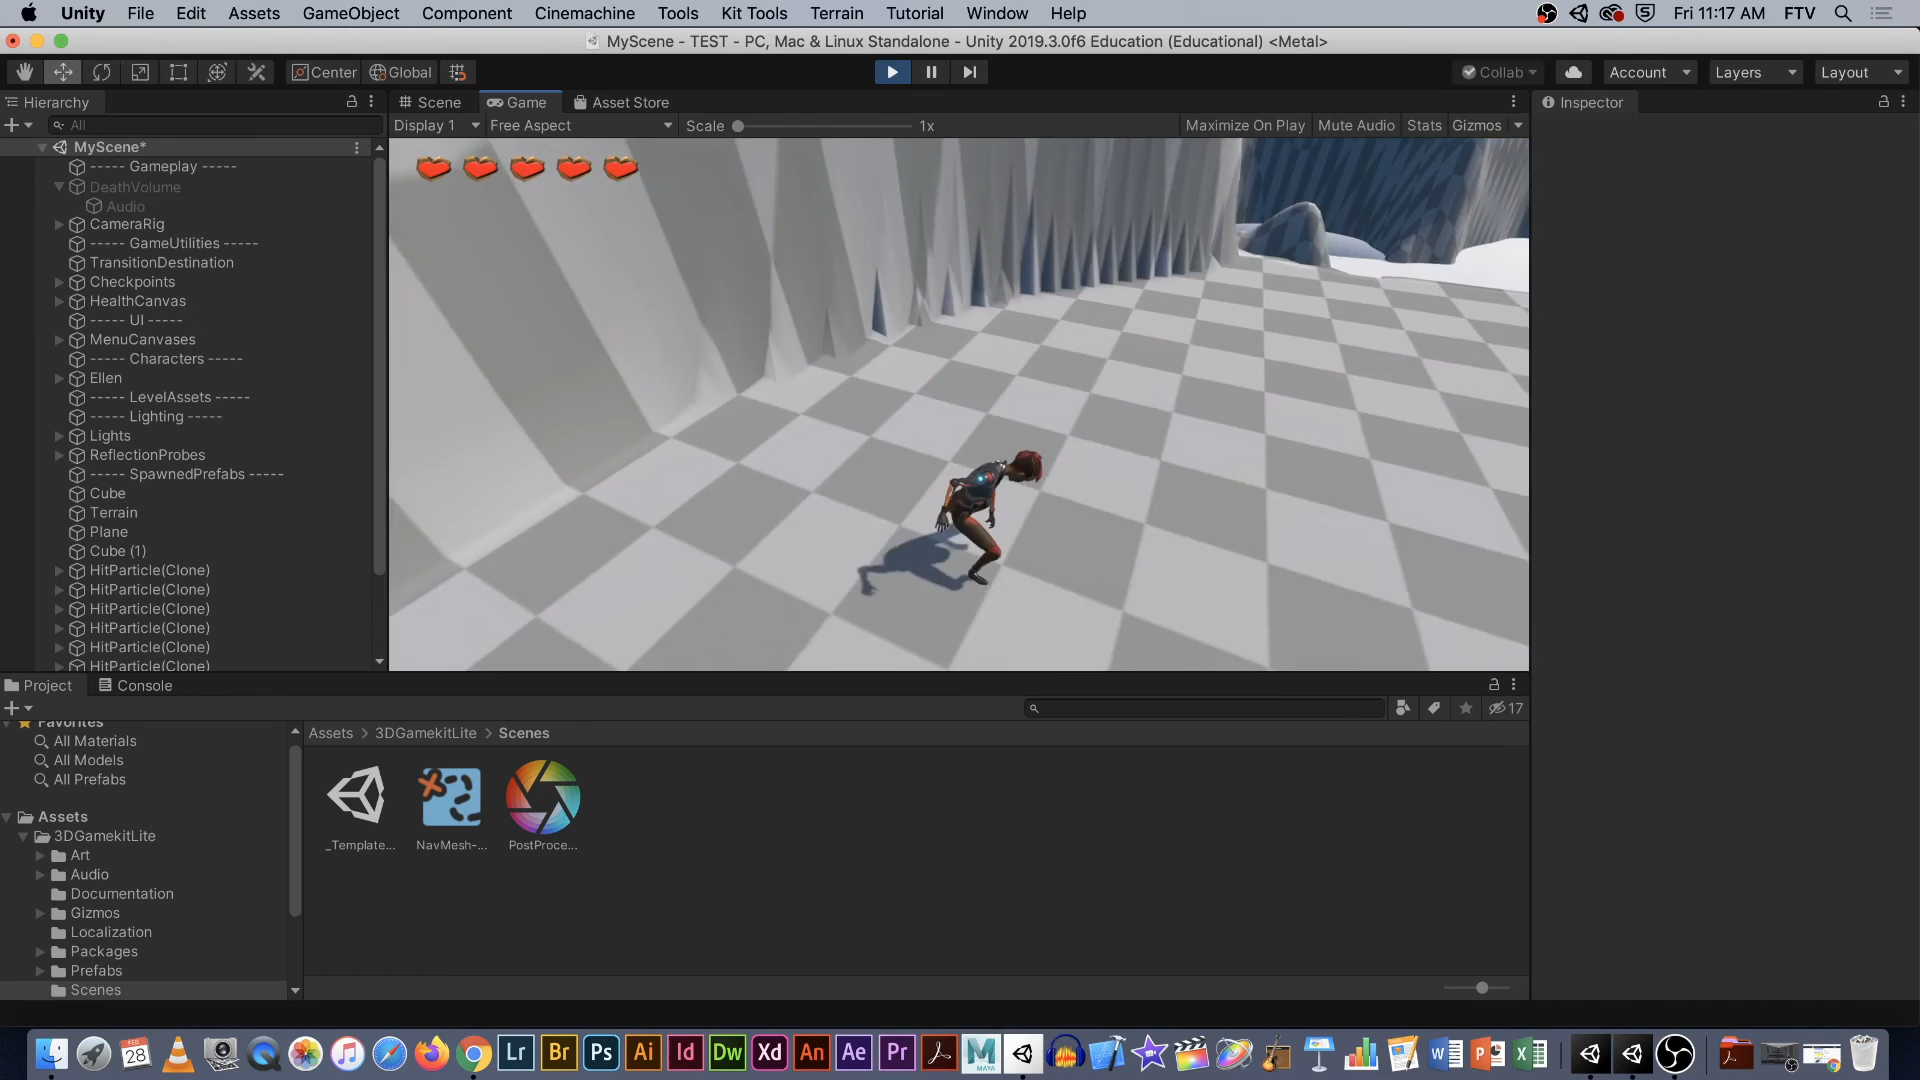 Unity File Edit Assets GameObject Component Cinemachine Tools Kit Tools Terrain Tutorial Window Help Fri 11:17 AM FTV
MyScene - TEST - PC, Mac & Linux Standalone - Unity 2019.3.0f6 Education (Educational) <Metal>
Center Global Collab Account Layers Layout
Hierarchy Scene Game Asset Store Inspector
All Display 1 Free Aspect Scale 1x Maximize On Play Mute Audio Stats Gizmos
MyScene*
----- Gameplay -----
DeathVolume
Audio
CameraRig
----- GameUtilities -----
TransitionDestination
Checkpoints
HealthCanvas
----- UI -----
MenuCanvases
----- Characters -----
Ellen
----- LevelAssets -----
----- Lighting -----
Lights
ReflectionProbes
----- SpawnedPrefabs -----
Cube
Terrain
Plane
Cube (1)
HitParticle(Clone)
HitParticle(Clone)
HitParticle(Clone)
HitParticle(Clone)
HitParticle(Clone)
HitParticle(Clone)
Project Console
17
Favorites
All Materials
All Models
All Prefabs
Assets
3DGamekitLite
Art
Audio
Documentation
Gizmos
Localization
Packages
Prefabs
Scenes
Assets > 3DGamekitLite > Scenes
_Template... NavMesh-... PostProce...
FEB 28 Lr Br Ps Ai Id Dw Xd An Ae Pr M MAYA W P X